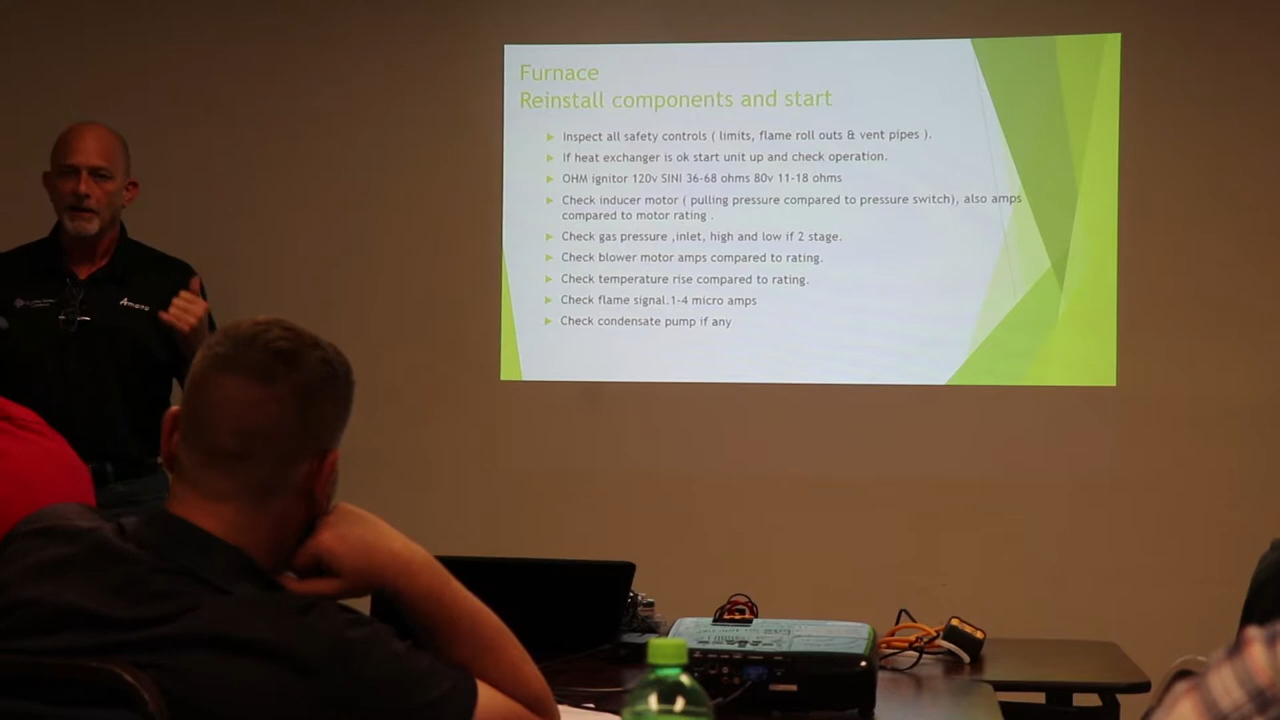 Furnace
Reinstall components and start
Inspect all safety controls ( limits, flame roll outs & vent pipes ).
If heat exchanger is ok start unit up and check operation.
OHM ignitor 120v SINI 36-68 ohms 80v 11-18 ohms
Check inducer motor ( pulling pressure compared to pressure switch), also amps
compared to motor rating .
Check gas pressure ,inlet, high and low if 2 stage.
Check blower motor amps compared to rating.
Check temperature rise compared to rating.
Check flame signal.1-4 micro amps
Check condensate pump if any
Amana